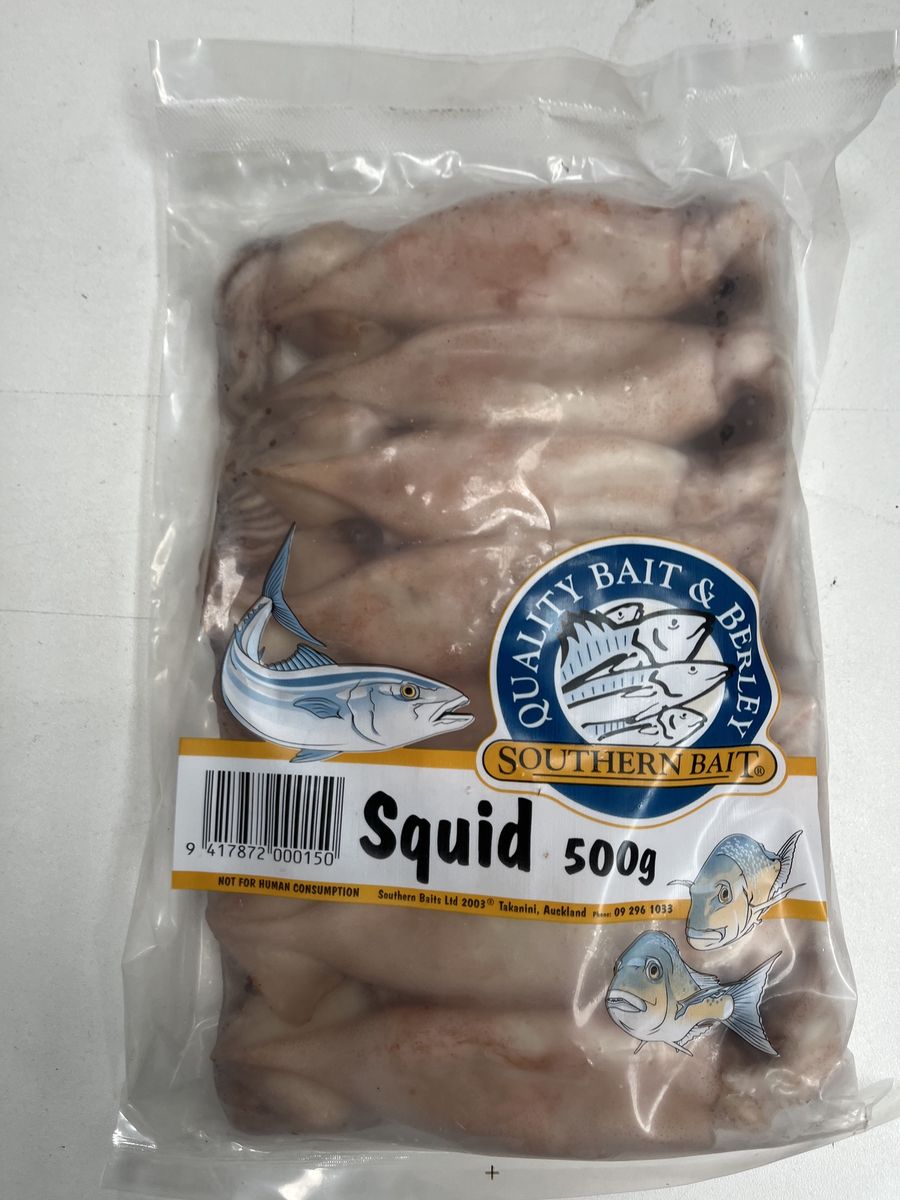 QUALITY BAIT & BERLEY
SOUTHERN BAIT®
Squid 500g
9 417872 000150
NOT FOR HUMAN CONSUMPTION Southern Baits Ltd 2003© Takanini, Auckland Phone: 09 296 1033